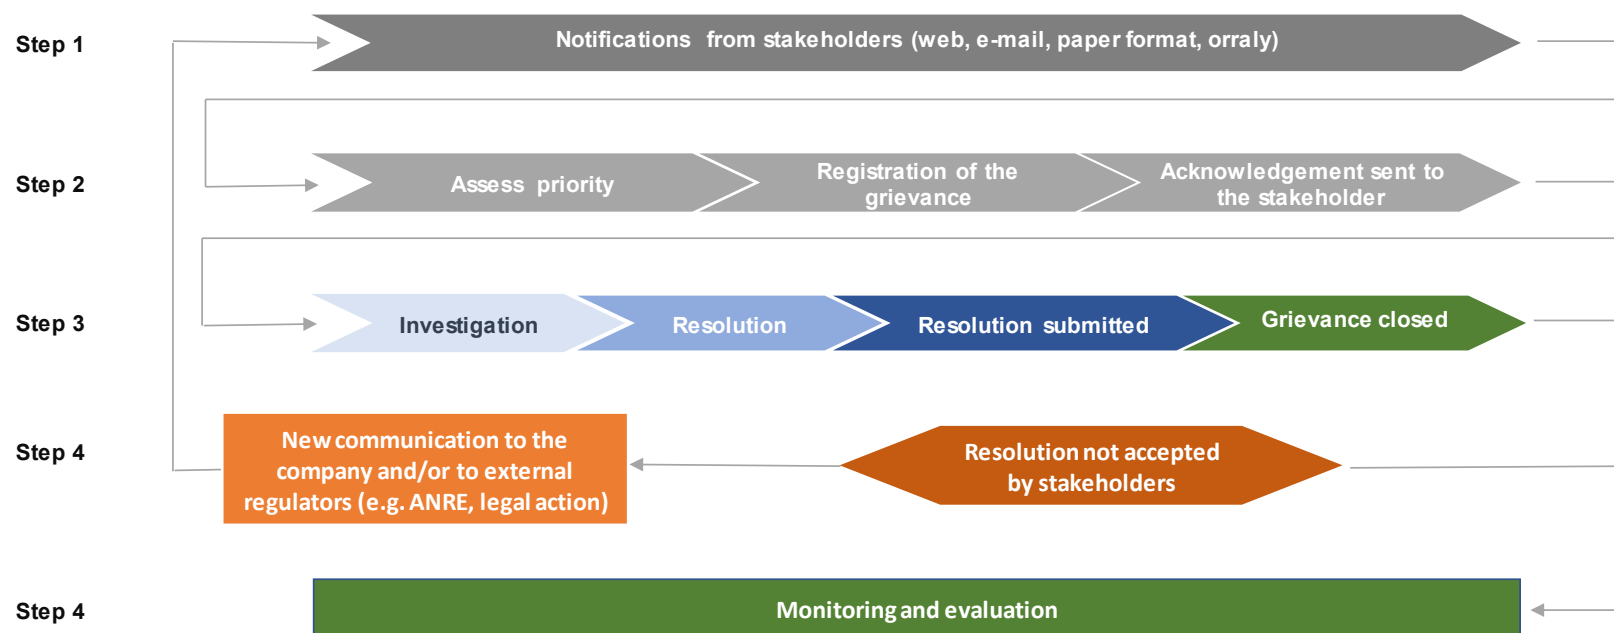 Step 1
Notifications from stakeholders (web, e-mail, paper format, orraly)
Step 2
Assess priority
Registration of the
grievance
Acknowledgement sent to
the stakeholder
Step 3
Investigation
Resolution
Resolution submitted
Grievance closed
Step 4
New communication to the
company and/or to external
regulators (e.g. ANRE, legal action)
Resolution not accepted
by stakeholders
Step 4
Monitoring and evaluation